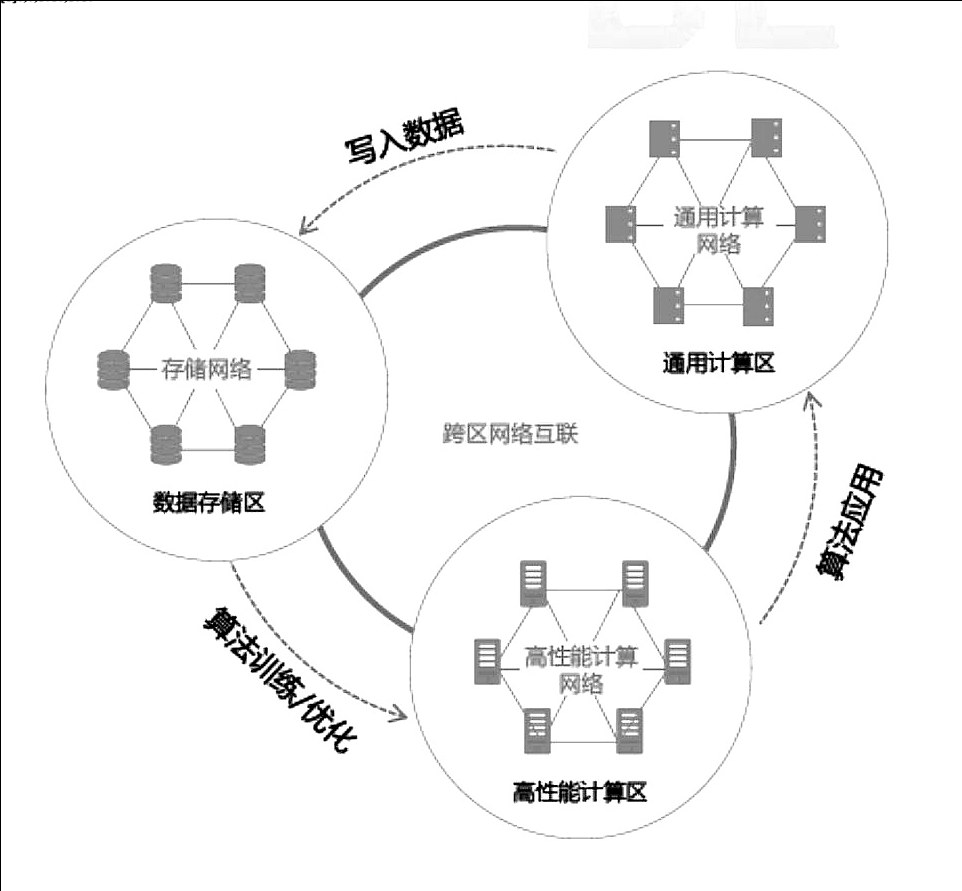 写入数据
通用计算
网络
通用计算区
存储网络
数据存储区
跨区网络互联
算法应用
算法训练/优化
高性能计算
网络
高性能计算区